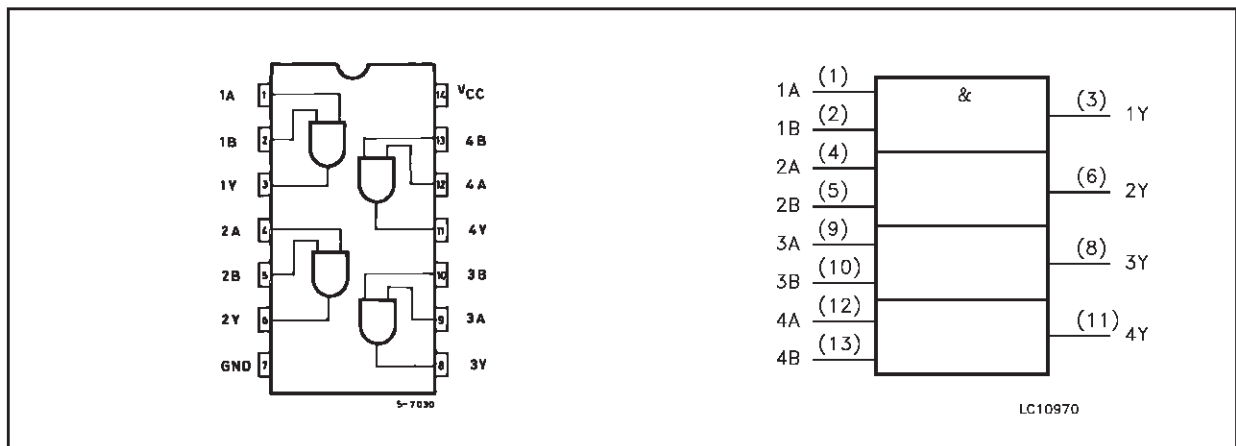 1A 1 14 VCC
1B 2 13 4B
1Y 3 12 4A
2A 4 11 4Y
2B 5 10 3B
2Y 6 9 3A
GND 7 8 3Y
S-7030
&
1A (1)
1B (2)
2A (4)
2B (5)
3A (9)
3B (10)
4A (12)
4B (13)
(3) 1Y
(6) 2Y
(8) 3Y
(11) 4Y
LC10970